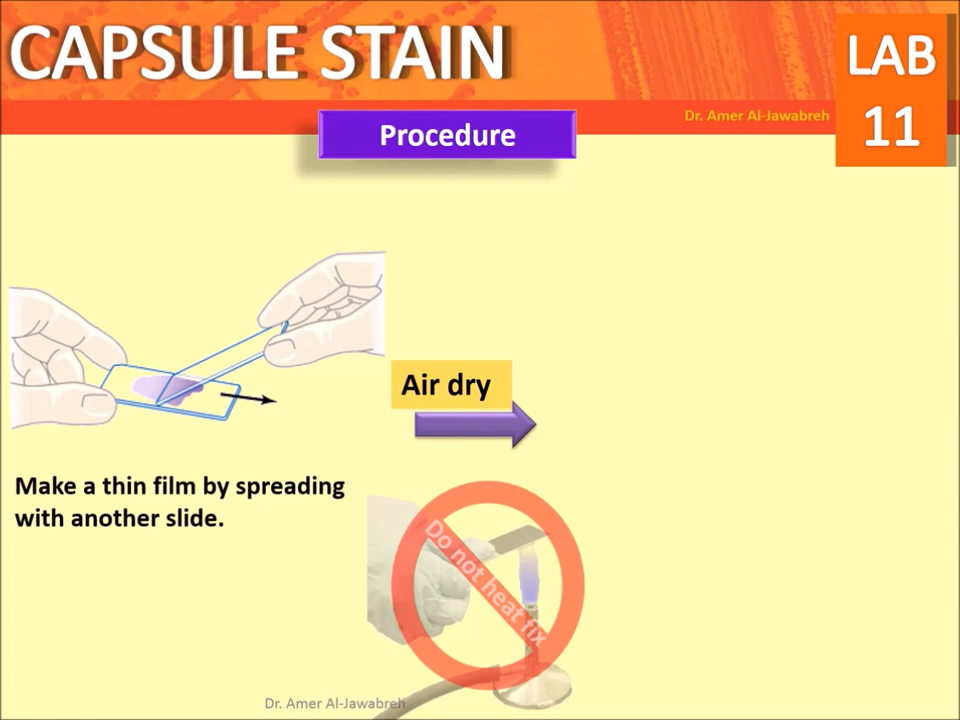 CAPSULE STAIN
LAB
11
Dr. Amer Al-Jawabreh
Procedure
Air dry
Make a thin film by spreading
with another slide.
Do not heat fix
Dr. Amer Al-Jawabreh